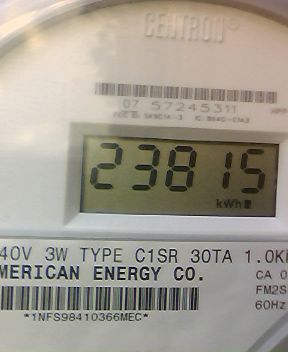 CENTRON®
07 57245311
23815
kWh
40V 3W TYPE C1SR 30TA 1.0K
MERICAN ENERGY CO.
CA 0
FM2S
60Hz
*1NFS98410366MEC*